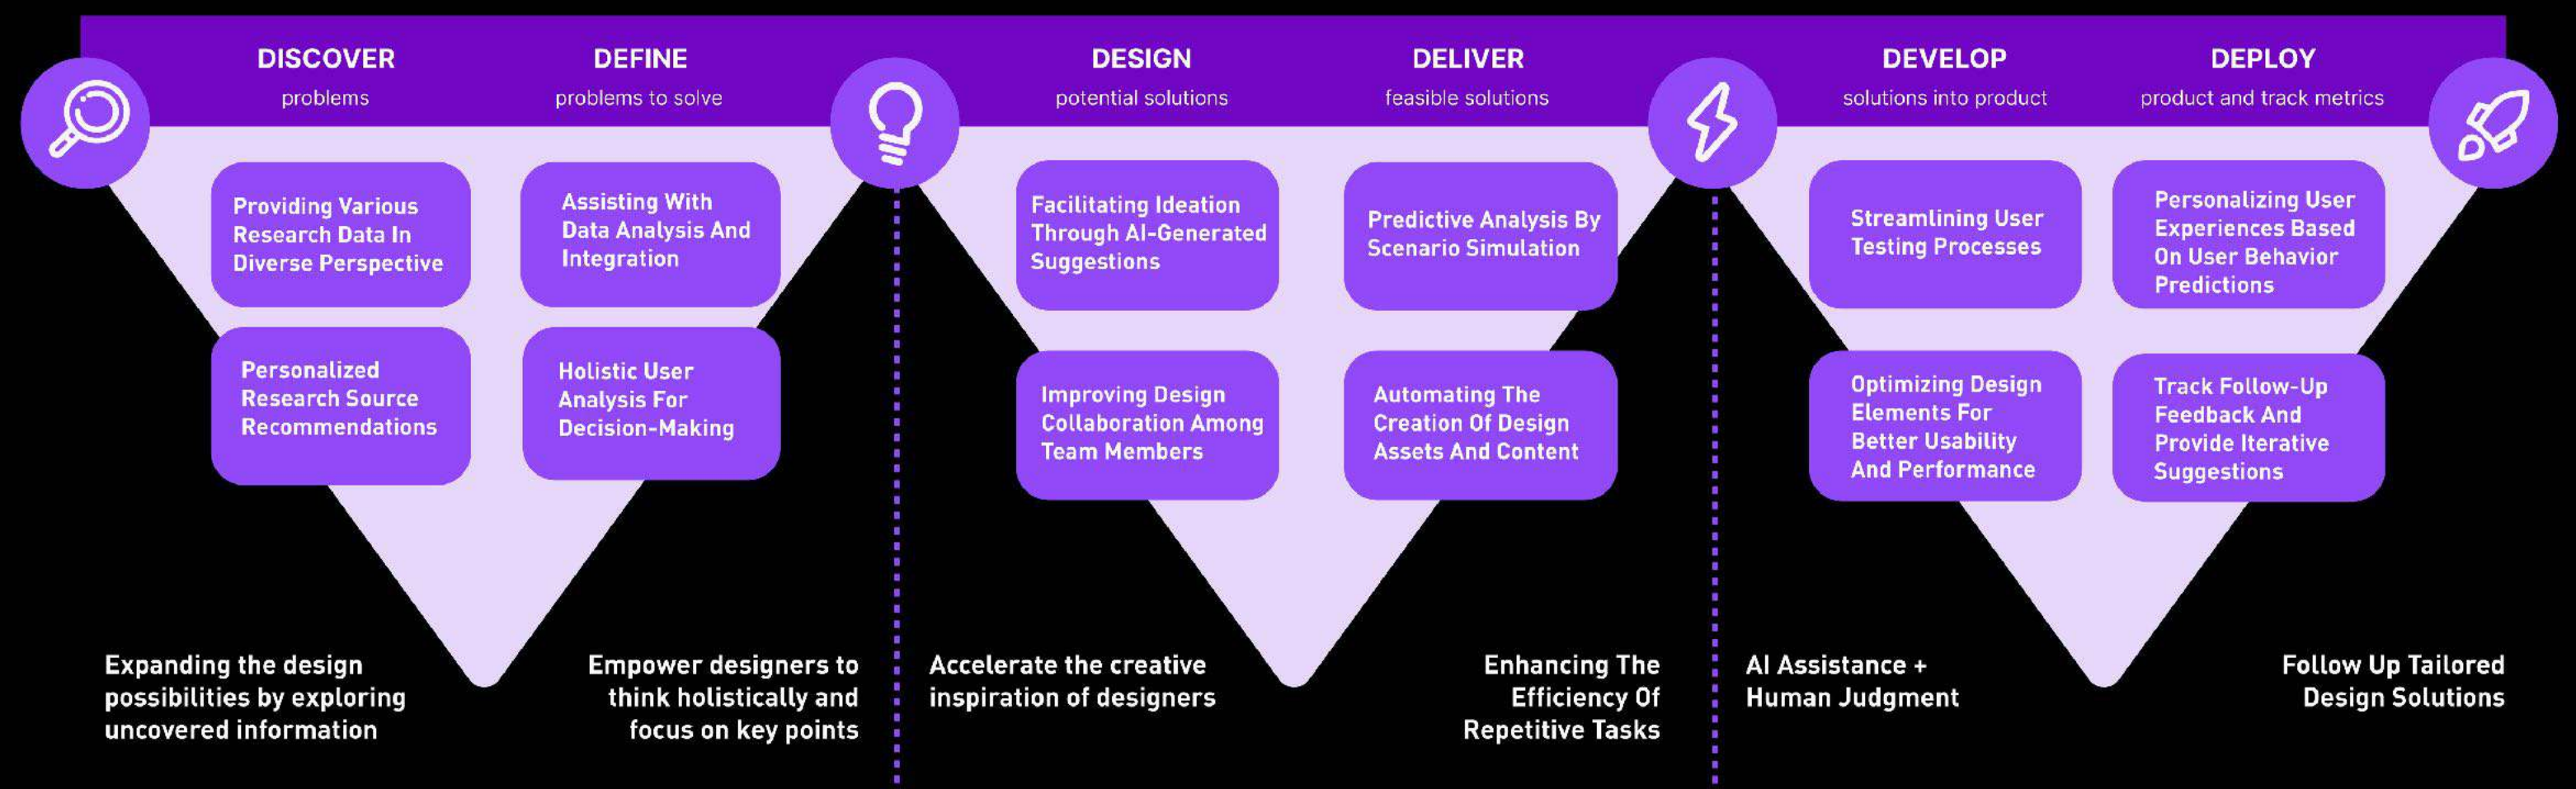 DISCOVER
problems
DEFINE
problems to solve
DESIGN
potential solutions
DELIVER
feasible solutions
DEVELOP
solutions into product
DEPLOY
product and track metrics
Providing Various
Research Data In
Diverse Perspective
Assisting With
Data Analysis And
Integration
Facilitating Ideation
Through AI-Generated
Suggestions
Predictive Analysis By
Scenario Simulation
Streamlining User
Testing Processes
Personalizing User
Experiences Based
On User Behavior
Predictions
Personalized
Research Source
Recommendations
Holistic User
Analysis For
Decision-Making
Improving Design
Collaboration Among
Team Members
Automating The
Creation Of Design
Assets And Content
Optimizing Design
Elements For
Better Usability
And Performance
Track Follow-Up
Feedback And
Provide Iterative
Suggestions
Expanding the design
possibilities by exploring
uncovered information
Empower designers to
think holistically and
focus on key points
Accelerate the creative
inspiration of designers
Enhancing The
Efficiency Of
Repetitive Tasks
AI Assistance +
Human Judgment
Follow Up Tailored
Design Solutions